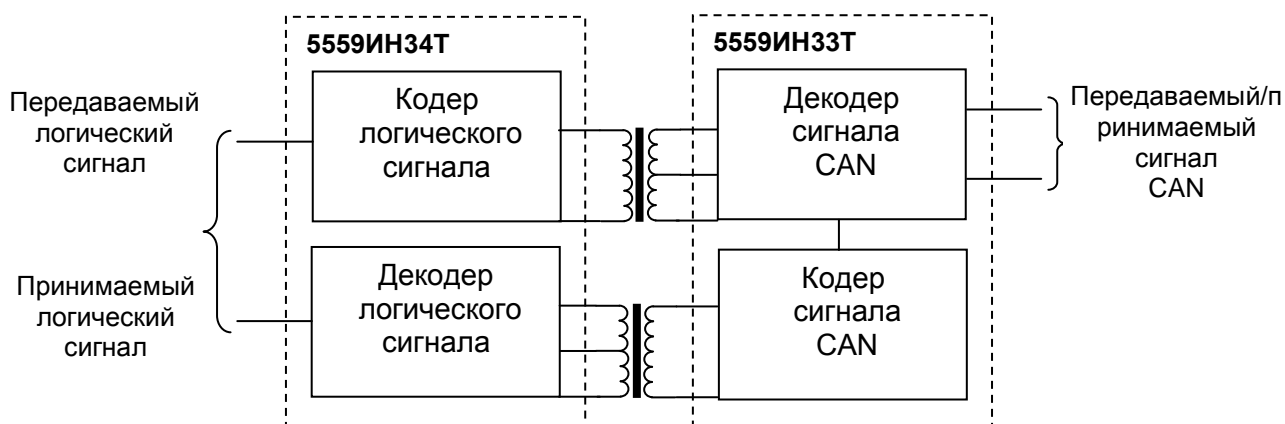 5559ИН34Т
5559ИН33Т
Передаваемый
логический
сигнал
Кодер
логического
сигнала
Декодер
сигнала
CAN
Передаваемый/п
ринимаемый
сигнал
CAN
Принимаемый
логический
сигнал
Декодер
логического
сигнала
Кодер
сигнала
CAN